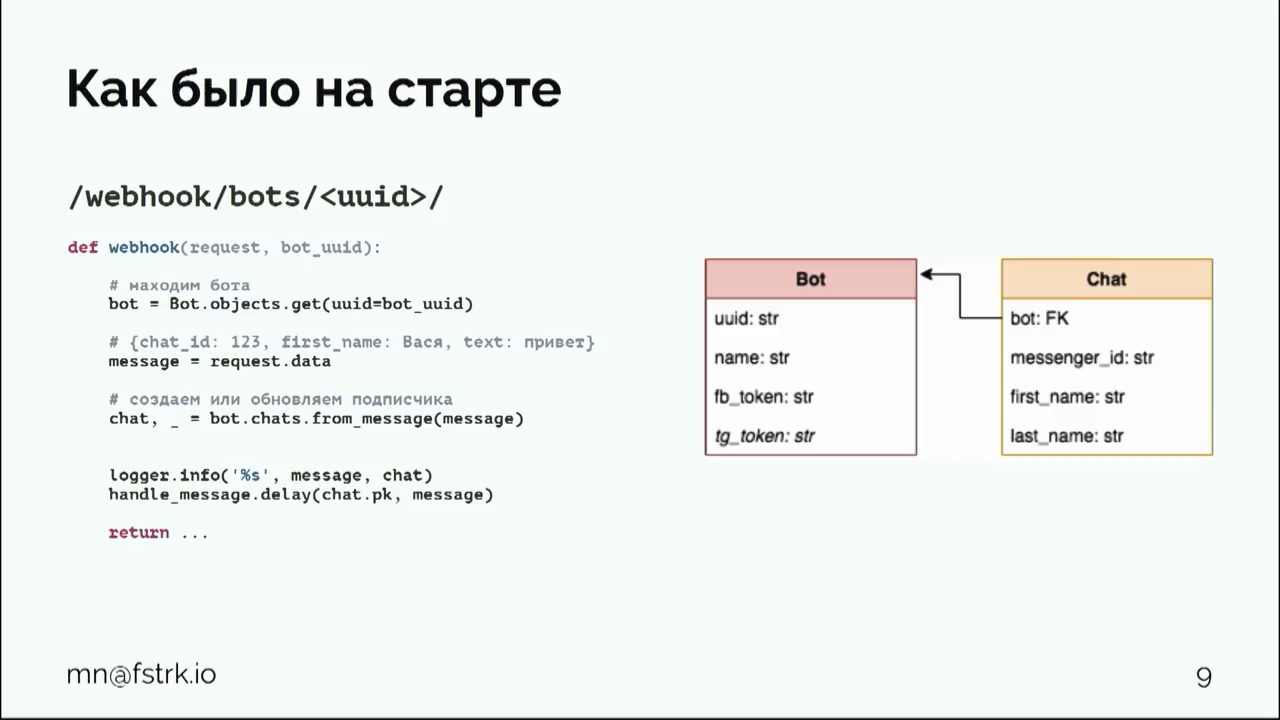 Как было на старте
/webhook/bots/<uuid>/
def webhook(request, bot_uuid):
# находим бота
bot = Bot.objects.get(uuid=bot_uuid)
# {chat_id: 123, first_name: Вася, text: привет}
message = request.data
# создаем или обновляем подписчика
chat, _ = bot.chats.from_message(message)
logger.info('%s', message, chat)
handle_message.delay(chat.pk, message)
return ...
Bot
uuid: str
name: str
fb_token: str
tg_token: str
Chat
bot: FK
messenger_id: str
first_name: str
last_name: str
mn@fstrk.io
9